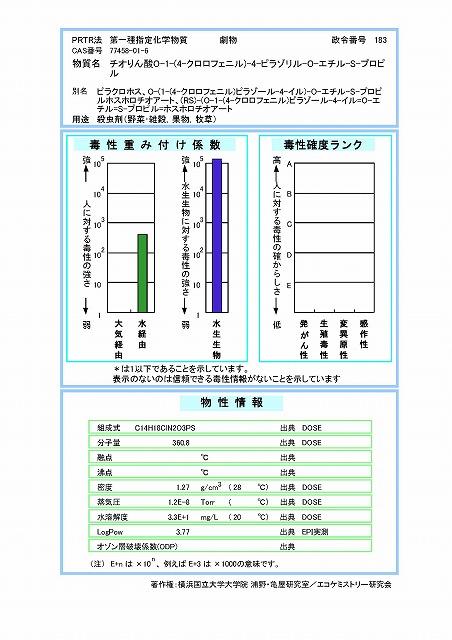 PRTR法 第一種指定化学物質 劇物 政令番号 183
CAS番号 77458-01-6
物質名 チオりん酸O-1-(4-クロロフェニル)-4-ピラゾリル-O-エチル-S-プロピ
ル
別名 ピラクロホス、O-(1-(4-クロロフェニル)ピラゾール-4-イル)-O-エチル-S-プロピ
ルホスホロチオアート、(RS)-(O-1-(4-クロロフェニル)ピラゾール-4-イル=O-エ
チル=S-プロピル=ホスホロチオアート
用途 殺虫剤(野菜・雑穀,果物,牧草)
毒性重み付け係数
強
人に対する毒性の強さ
弱
10^5
10^4
10^3
10^2
10
1
大気経由
水経由
強
水生生物に対する毒性の強さ
弱
10^5
10^4
10^3
10^2
10
1
水生生物
毒性確度ランク
高
人に対する毒性の確からしさ
低
A
B
C
D
E
発がん性
生殖毒性
変異原性
感作性
*は1以下であることを示しています。
表示のないのは信頼できる毒性情報がないことを示しています
物性情報
組成式 C14H18ClN2O3PS 出典 DOSE
分子量 360.8 出典 DOSE
融点 ℃ 出典
沸点 ℃ 出典
密度 1.27 g/cm3 (28 ℃) 出典 DOSE
蒸気圧 1.2E-8 Torr ( ℃) 出典 DOSE
水溶解度 3.3E+1 mg/L (20 ℃) 出典 DOSE
LogPow 3.77 出典 EPI実測
オゾン層破壊係数(ODP) 出典
(注) E+n は ×10^n、例えば E+3 は ×1000の意味です。
著作権:横浜国立大学大学院 浦野・亀屋研究室/エコケミストリー研究会